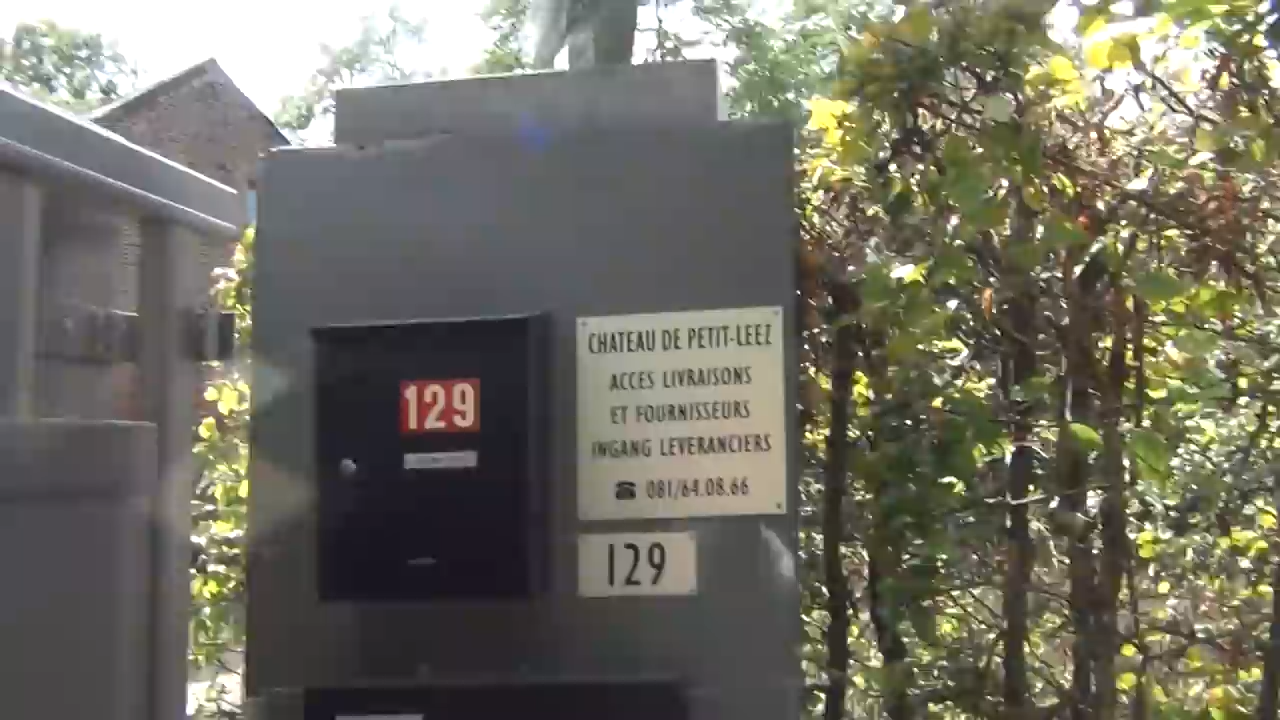 129
CHATEAU DE PETIT-LEEZ
ACCES LIVRAISONS
ET FOURNISSEURS
INGANG LEVERANCIERS
☎ 081/64.08.66
129